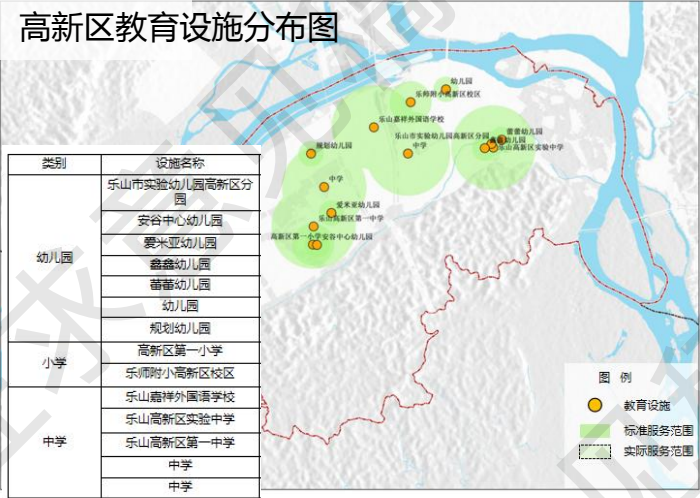 高新区教育设施分布图
幼儿园
乐师附小高新区校区
乐山嘉祥外国语学校
乐山市实验幼儿园高新区分园
蕾蕾幼儿园
中学
乐山高新区实验中学
规划幼儿园
中学
爱米亚幼儿园
乐山高新区第一中学
高新区第一小学
安谷中心幼儿园
类别 设施名称
幼儿园
乐山市实验幼儿园高新区分
园
安谷中心幼儿园
爱米亚幼儿园
鑫鑫幼儿园
蕾蕾幼儿园
幼儿园
规划幼儿园
小学
高新区第一小学
乐师附小高新区校区
中学
乐山嘉祥外国语学校
乐山高新区实验中学
乐山高新区第一中学
中学
中学
图 例
教育设施
标准服务范围
实际服务范围